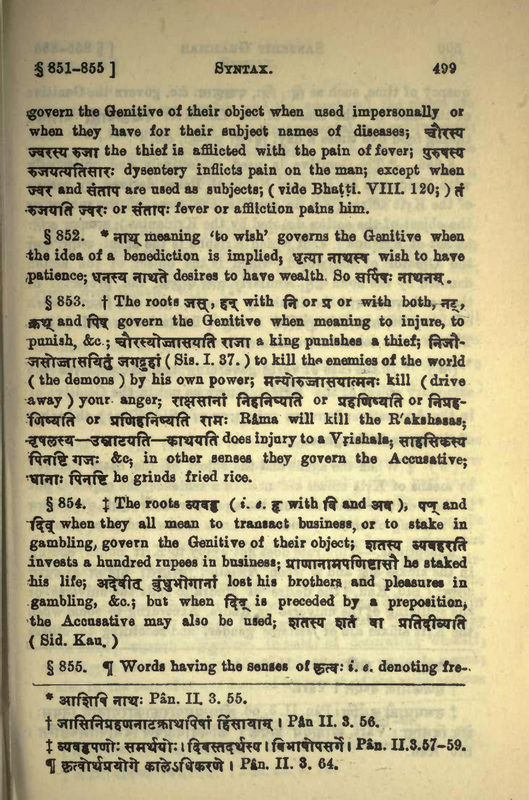 § 851-855 ] SYNTAX. 499
govern the Genitive of their object when used impersonally or
when they have for their subject names of diseases; चौरस्य
ज्वरस्य रुजा the thief is afflicted with the pain of fever; पुरुषस्य
रुजयत्यतिसारः dysentery inflicts pain on the man; except when
ज्वर and संताप are used as subjects; ( vide Bhaṭṭi. VIII. 120; ) तं
रुजयति ज्वरः or संतापः fever or affliction pains him.
§ 852. * नाथ् meaning ‘to wish’ governs the Genitive when
the idea of a benediction is implied; धृत्या नाथस्व wish to have
patience; धनस्य नाथते desires to have wealth. So सर्पिषः नाथनम्.
§ 853. † The roots जस्, हन् with नि or प्र or with both, नट्,
क्रथ् and पिष् govern the Genitive when meaning to injure, to
punish, &c.; चौरस्योज्जासयति राजा a king punishes a thief; निजौ-
जसोज्जासयितुं जगद्द्रुहां ( Sis. I. 37. ) to kill the enemies of the world
( the demons ) by his own power; मन्योरुज्जासयात्मनः kill ( drive
away ) your anger; राक्षसानां निहनिष्यति or प्रहणिष्यति or निप्रह-
णिष्यति or प्रणिहनिष्यति रामः Râma will kill the R'akshasas;
वृषलस्य—उन्नाटयति—क्राथयति does injury to a Vrishala; साहसिकस्य
पिनष्टि गजः &c; in other senses they govern the Accusative;
धानाः पिनष्टि he grinds fried rice.
§ 854. ‡ The roots व्यवहृ ( i. e. हृ with वि and अव ), पण् and
दिव् when they all mean to transact business, or to stake in
gambling, govern the Genitive of their object; शतस्य व्यवहरति
invests a hundred rupees in business; प्राणानामपणिष्टासौ he staked
his life; अदेवीत् बुंधुभोगानां lost his brothers and pleasures in
gambling, &c.; but when दिव् is preceded by a preposition,
the Accusative may also be used; शतस्य शतं वा प्रतिदीव्यति
( Sid. Kau. )
§ 855. ¶ Words having the senses of कृत्वः i. e. denoting fre-
* आशिषि नाथः Pân. II. 3. 55.
† जासिनिप्रहणनाटक्राथपिषां हिंसायाम् । Pân II. 3. 56.
‡ व्यवहृपणोः समर्थयोः । दिवस्तदर्थस्य । विभाषोपसर्गे । Pân. II.3.57-59.
¶ कृत्वोर्थप्रयोगे कालेऽधिकरणे । Pân. II. 3. 64.